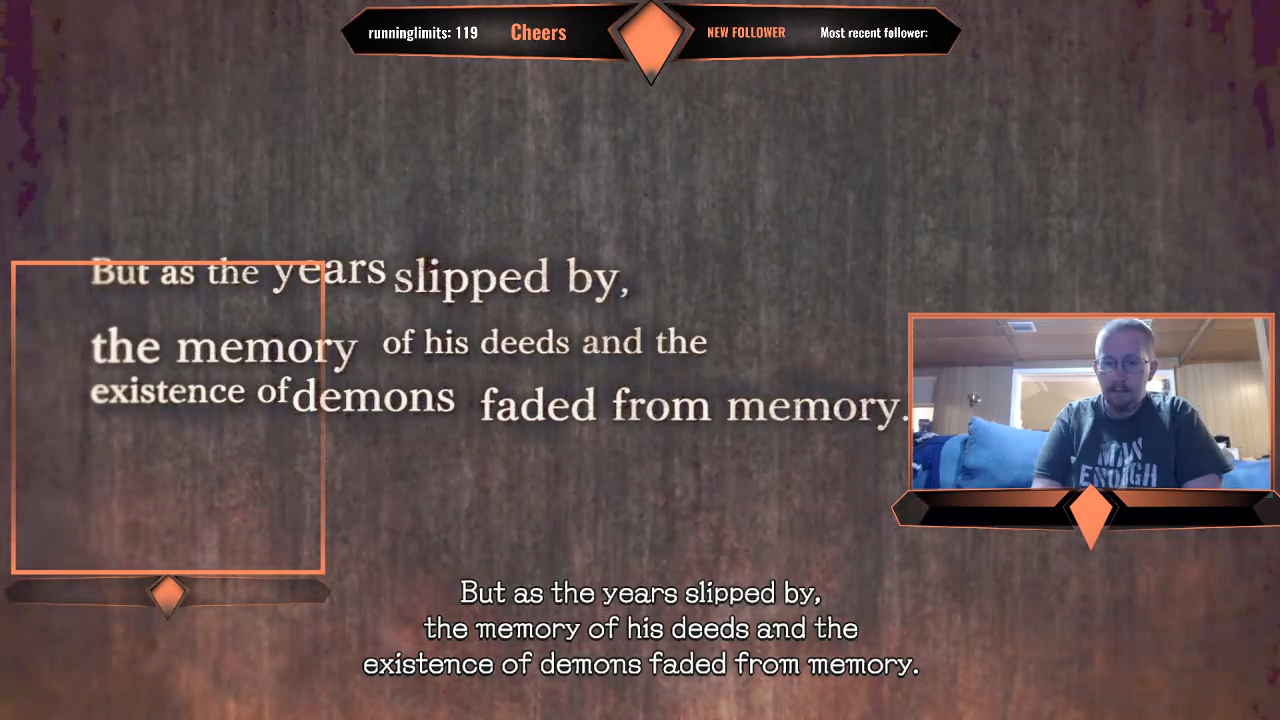 runninglimits: 119
Cheers
NEW FOLLOWER
Most recent follower:
But as the years slipped by,
the memory of his deeds and the
existence of demons faded from memory.
MAN
ENOUGH
But as the years slipped by,
the memory of his deeds and the
existence of demons faded from memory.